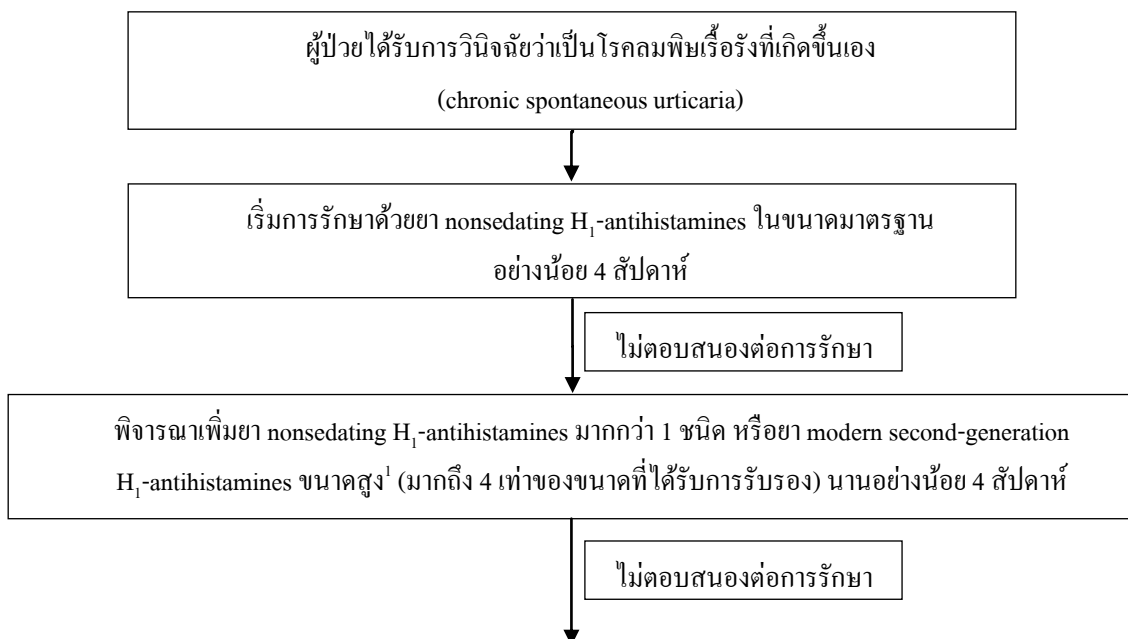 ผู้ป่วยได้รับการวินิจฉัยว่าเป็นโรคลมพิษเรื้อรังที่เกิดขึ้นเอง
(chronic spontaneous urticaria)
เริ่มการรักษาด้วยยา nonsedating H₁-antihistamines ในขนาดมาตรฐาน
อย่างน้อย 4 สัปดาห์
ไม่ตอบสนองต่อการรักษา
พิจารณาเพิ่มยา nonsedating H₁-antihistamines มากกว่า 1 ชนิด หรือยา modern second-generation
H₁-antihistamines ขนาดสูง¹ (มากถึง 4 เท่าของขนาดที่ได้รับการรับรอง) นานอย่างน้อย 4 สัปดาห์
ไม่ตอบสนองต่อการรักษา